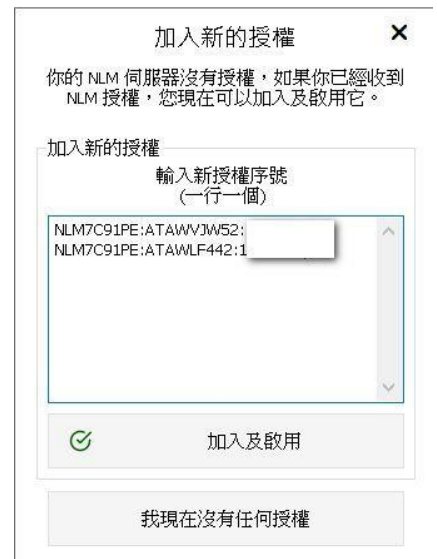 加入新的授權
你的 NLM 伺服器沒有授權，如果你已經收到
NLM 授權，您現在可以加入及啟用它。
加入新的授權
輸入新授權序號
(一行一個)
NLM7C91PE:ATAWVJW52:
NLM7C91PE:ATAWLF442:1
加入及啟用
我現在沒有任何授權